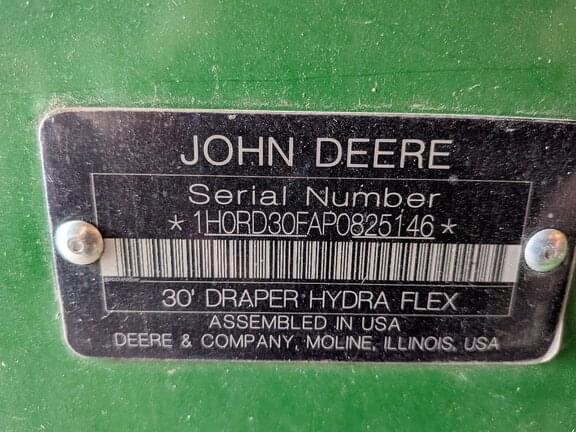 JOHN DEERE
Serial Number
*1H0RD30FAP0825146*
30' DRAPER HYDRA FLEX
ASSEMBLED IN USA
DEERE & COMPANY, MOLINE, ILLINOIS, USA